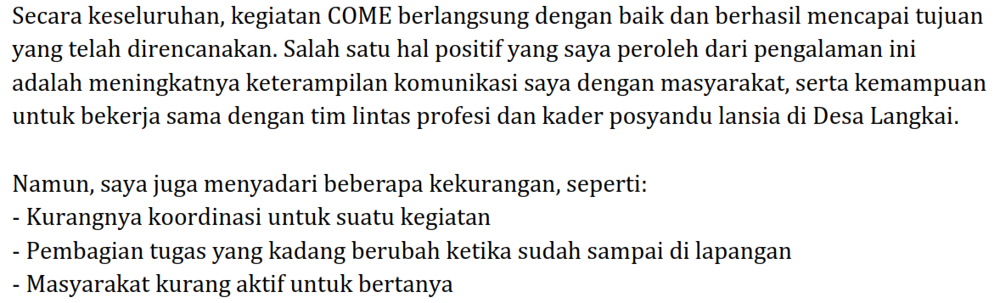 Secara keseluruhan, kegiatan COME berlangsung dengan baik dan berhasil mencapai tujuan
yang telah direncanakan. Salah satu hal positif yang saya peroleh dari pengalaman ini
adalah meningkatnya keterampilan komunikasi saya dengan masyarakat, serta kemampuan
untuk bekerja sama dengan tim lintas profesi dan kader posyandu lansia di Desa Langkai.
Namun, saya juga menyadari beberapa kekurangan, seperti:
- Kurangnya koordinasi untuk suatu kegiatan
- Pembagian tugas yang kadang berubah ketika sudah sampai di lapangan
- Masyarakat kurang aktif untuk bertanya